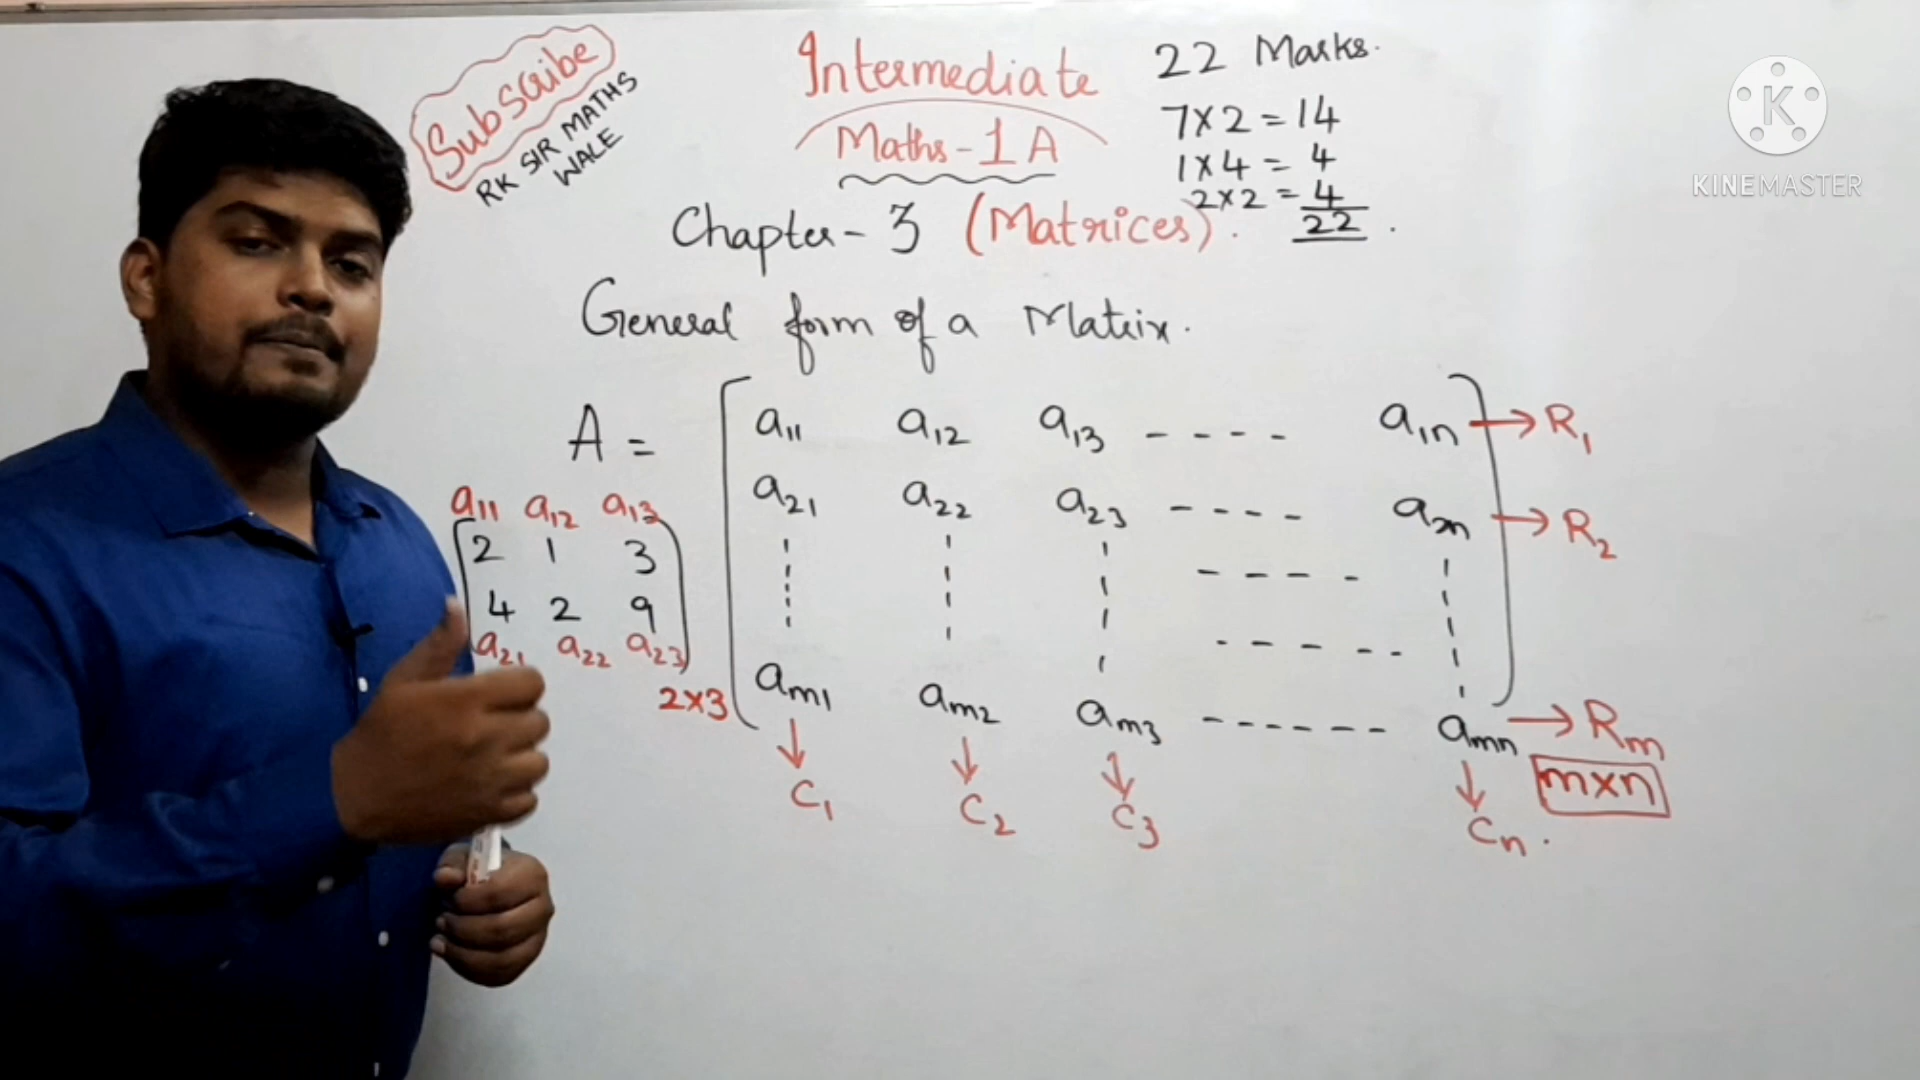 Subscribe
RK SIR MATHS
WALE
Intermediate
Maths-1A
22 Marks.
7×2=14
1×4= 4
2×2=4
22.
Chapter-3 (Matrices).
General form of a Matrix.
A = [ a11 a12 a13 ---- a1n ] → R1
a21 a22 a23 ---- a2n → R2
---- -
- ---- --
am1 am2 am3 ------ amn → Rm
m×n
↓ ↓ ↓ ↓
C1 C2 C3 Cn.
a11 a12 a13
2 1 3
4 2 9
a21 a22 a23
2×3
K
KINEMASTER